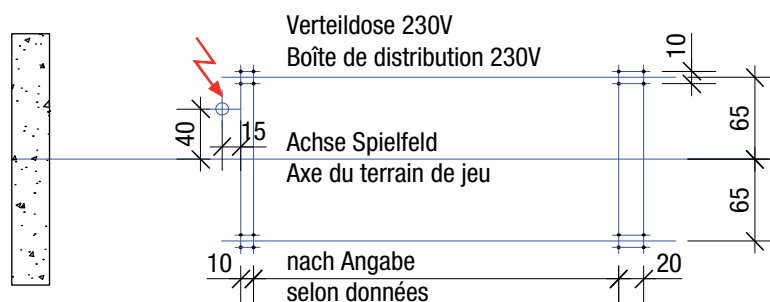 Verteildose 230V
Boîte de distribution 230V
10
40
15
65
Achse Spielfeld
Axe du terrain de jeu
65
10
nach Angabe
20
selon données